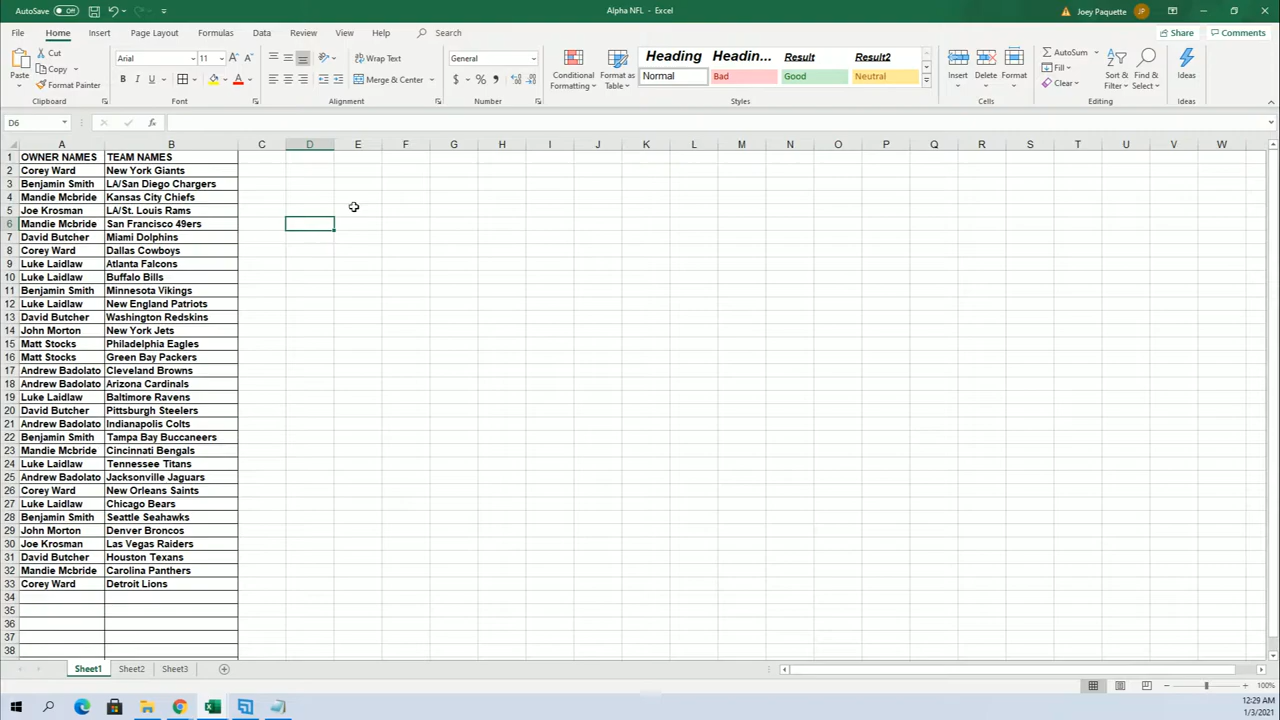 AutoSave Off Alpha NFL - Excel Joey Paquette JP
File Home Insert Page Layout Formulas Data Review View Help Search Share Comments
Paste Cut Copy Format Painter Clipboard
Arial 11 A A B I U A Font
ab Wrap Text Merge & Center Alignment
General $ % , Number
Conditional Formatting Format as Table
Heading Headin... Result Result2
Normal Bad Good Neutral
Styles
Insert Delete Format Cells
AutoSum Fill Clear Sort & Filter Find & Select Editing
Ideas Ideas
D6 fx
A B C D E F G H I J K L M N O P Q R S T U V W
1 OWNER NAMES TEAM NAMES
2 Corey Ward New York Giants
3 Benjamin Smith LA/San Diego Chargers
4 Mandie Mcbride Kansas City Chiefs
5 Joe Krosman LA/St. Louis Rams
6 Mandie Mcbride San Francisco 49ers
7 David Butcher Miami Dolphins
8 Corey Ward Dallas Cowboys
9 Luke Laidlaw Atlanta Falcons
10 Luke Laidlaw Buffalo Bills
11 Benjamin Smith Minnesota Vikings
12 Luke Laidlaw New England Patriots
13 David Butcher Washington Redskins
14 John Morton New York Jets
15 Matt Stocks Philadelphia Eagles
16 Matt Stocks Green Bay Packers
17 Andrew Badolato Cleveland Browns
18 Andrew Badolato Arizona Cardinals
19 Luke Laidlaw Baltimore Ravens
20 David Butcher Pittsburgh Steelers
21 Andrew Badolato Indianapolis Colts
22 Benjamin Smith Tampa Bay Buccaneers
23 Mandie Mcbride Cincinnati Bengals
24 Luke Laidlaw Tennessee Titans
25 Andrew Badolato Jacksonville Jaguars
26 Corey Ward New Orleans Saints
27 Luke Laidlaw Chicago Bears
28 Benjamin Smith Seattle Seahawks
29 John Morton Denver Broncos
30 Joe Krosman Las Vegas Raiders
31 David Butcher Houston Texans
32 Mandie Mcbride Carolina Panthers
33 Corey Ward Detroit Lions
34
35
36
37
38
Sheet1 Sheet2 Sheet3
100%
12:29 AM
1/3/2021